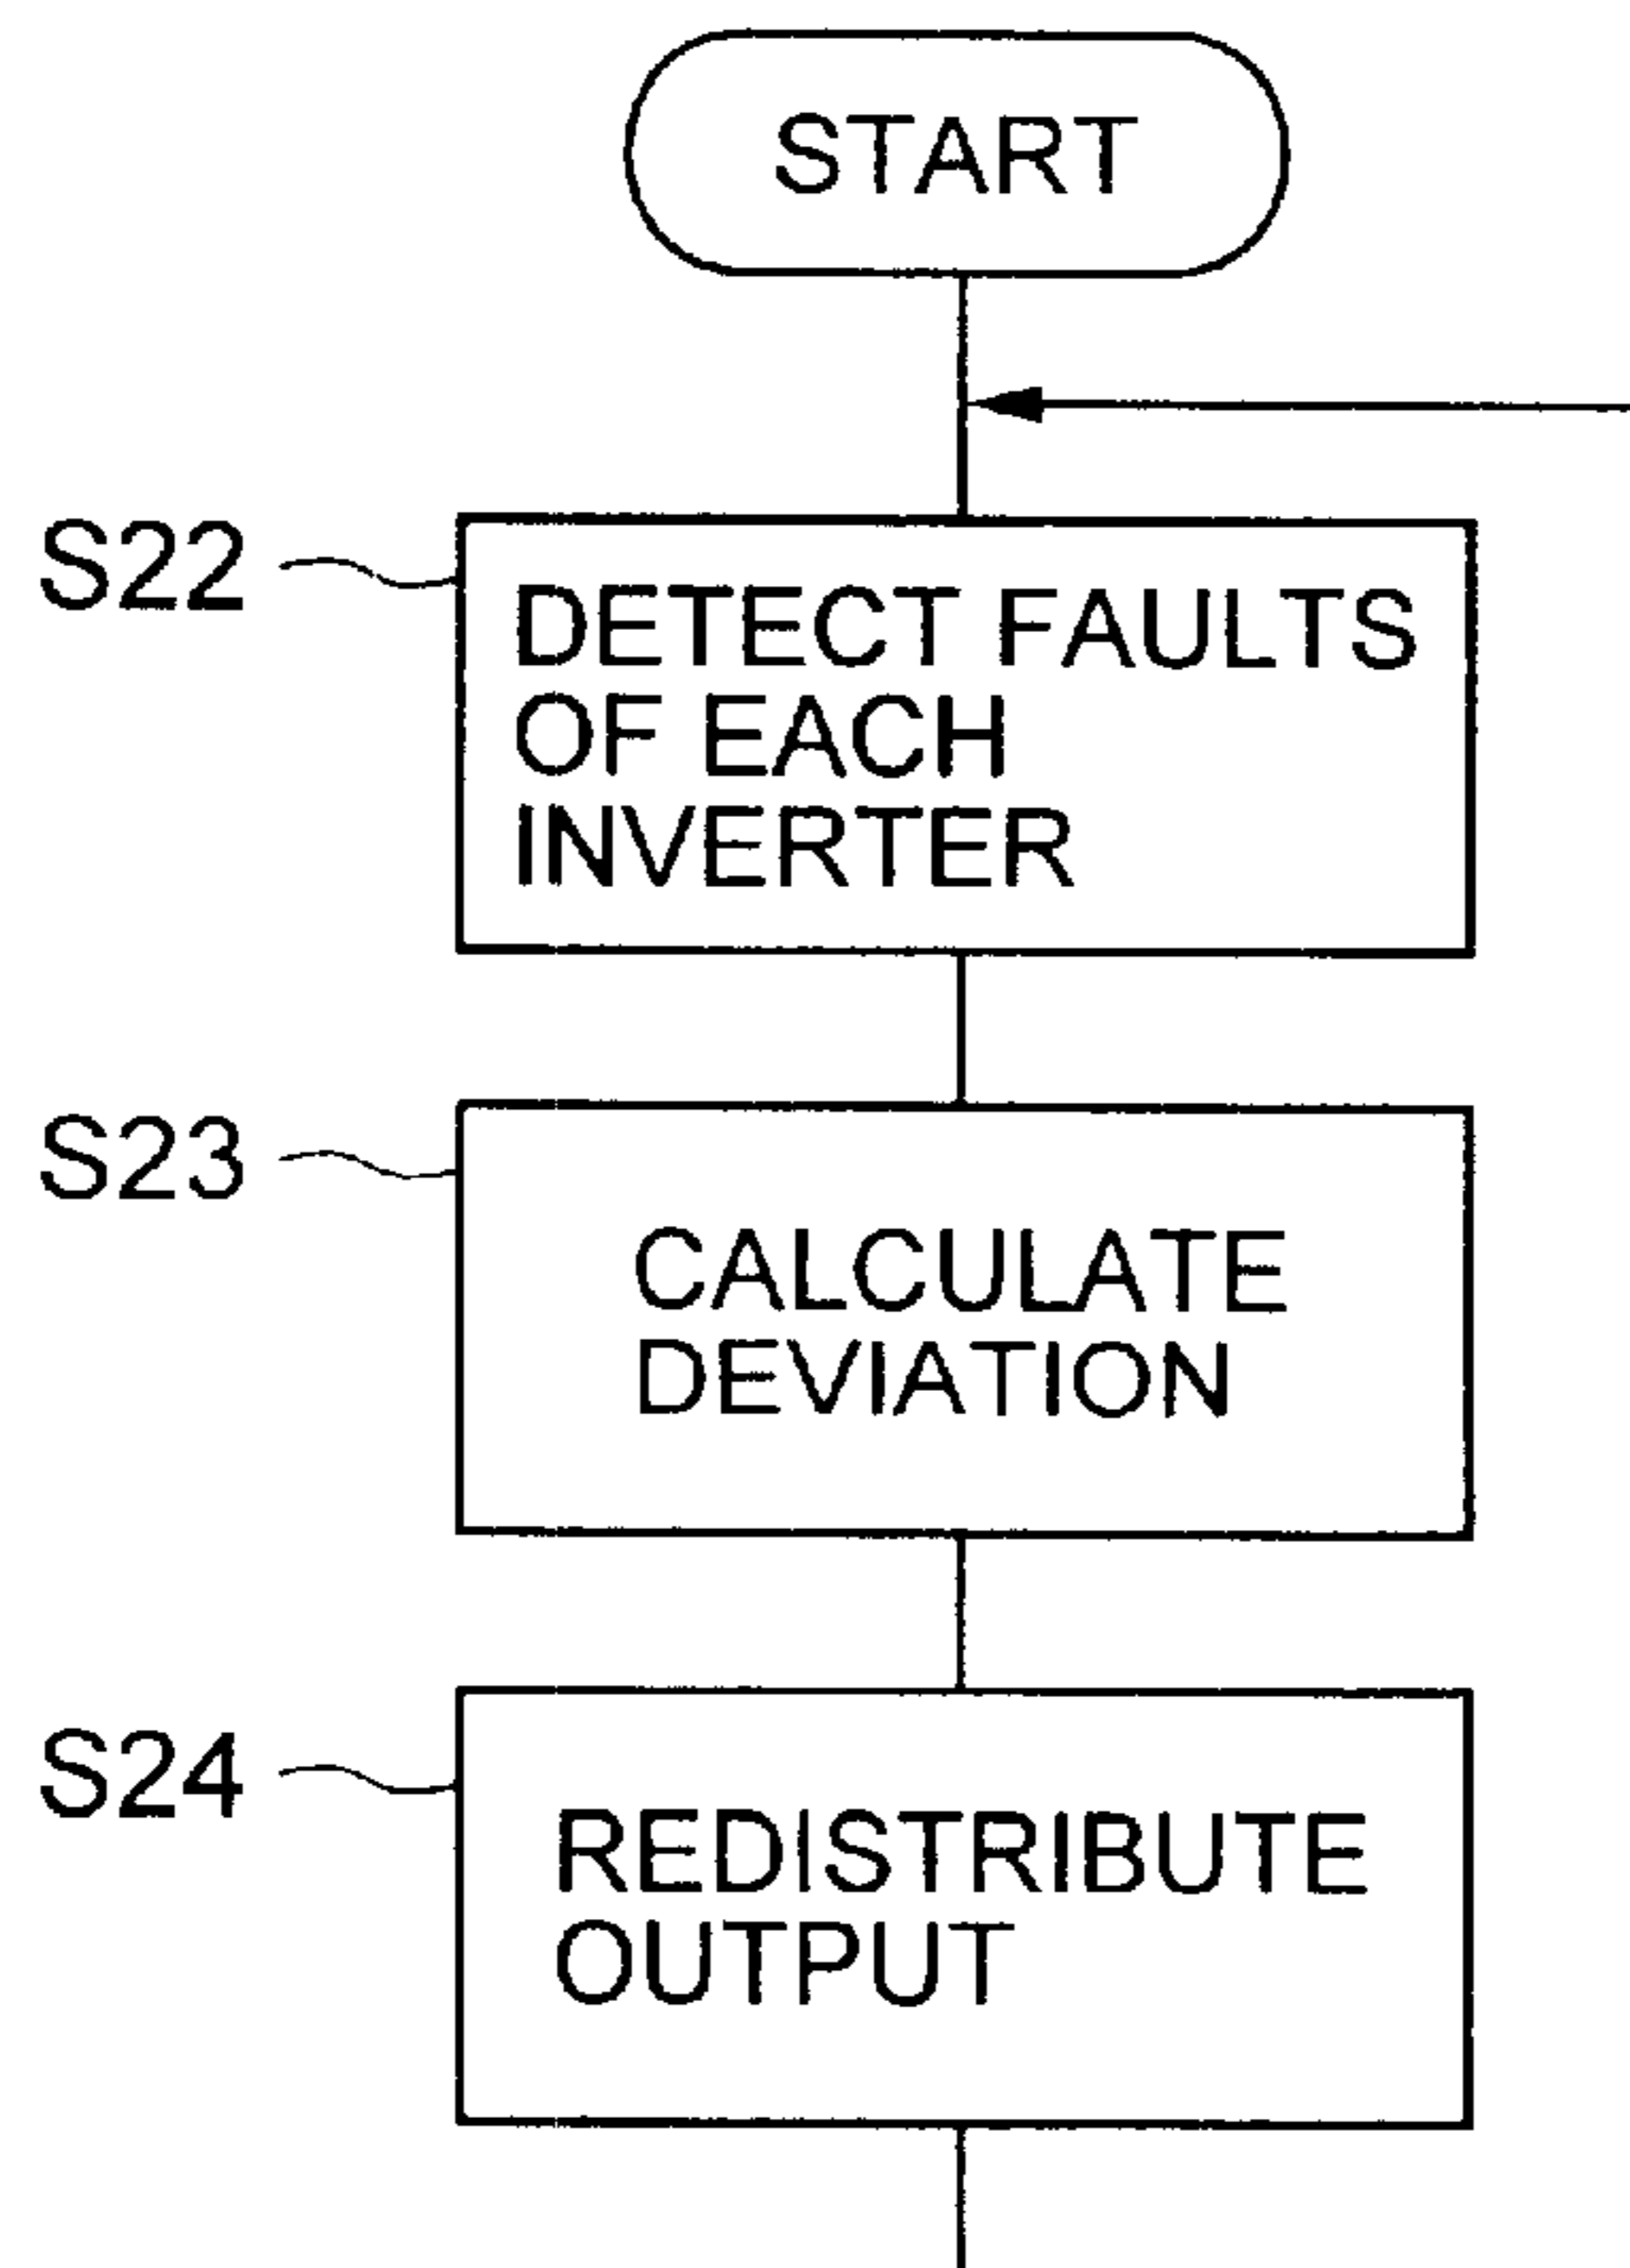 START
S22
DETECT FAULTS
OF EACH
INVERTER
S23
CALCULATE
DEVIATION
S24
REDISTRIBUTE
OUTPUT